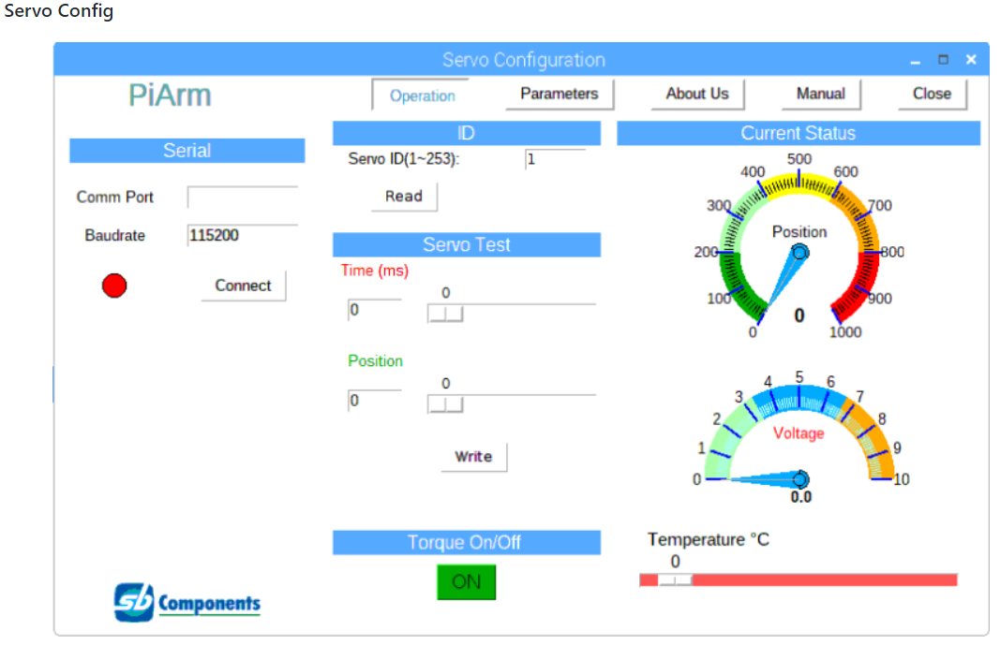 Servo Config
Servo Configuration
PiArm
Operation
Parameters
About Us
Manual
Close
Serial
Comm Port
Baudrate
115200
Connect
ID
Servo ID(1~253):
1
Read
Servo Test
Time (ms)
0
0
Position
0
0
Write
Torque On/Off
ON
Current Status
0
100
200
300
400
500
600
700
800
900
1000
Position
0
0
1
2
3
4
5
6
7
8
9
10
Voltage
0.0
Temperature °C
0
sb Components